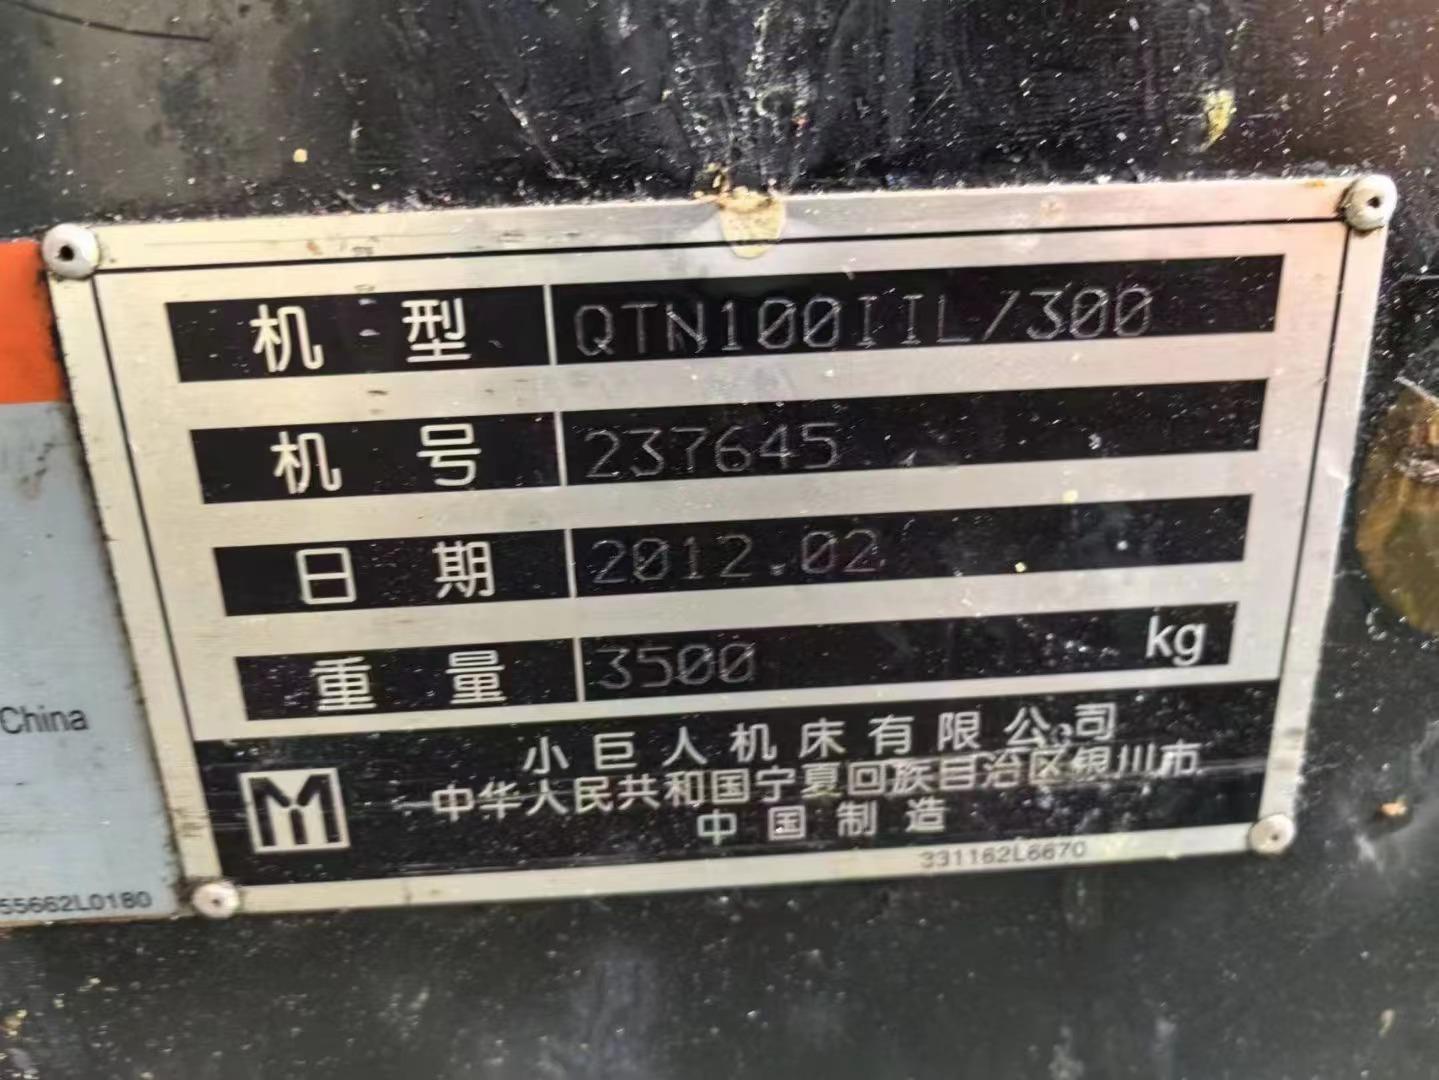 机 型 QTN100IIL/300
机 号 237645
日 期 2012.02
重 量 3500 kg
小巨人机床有限公司
中华人民共和国宁夏回族自治区银川市
中国制造
331162L6670
China
55662L0180